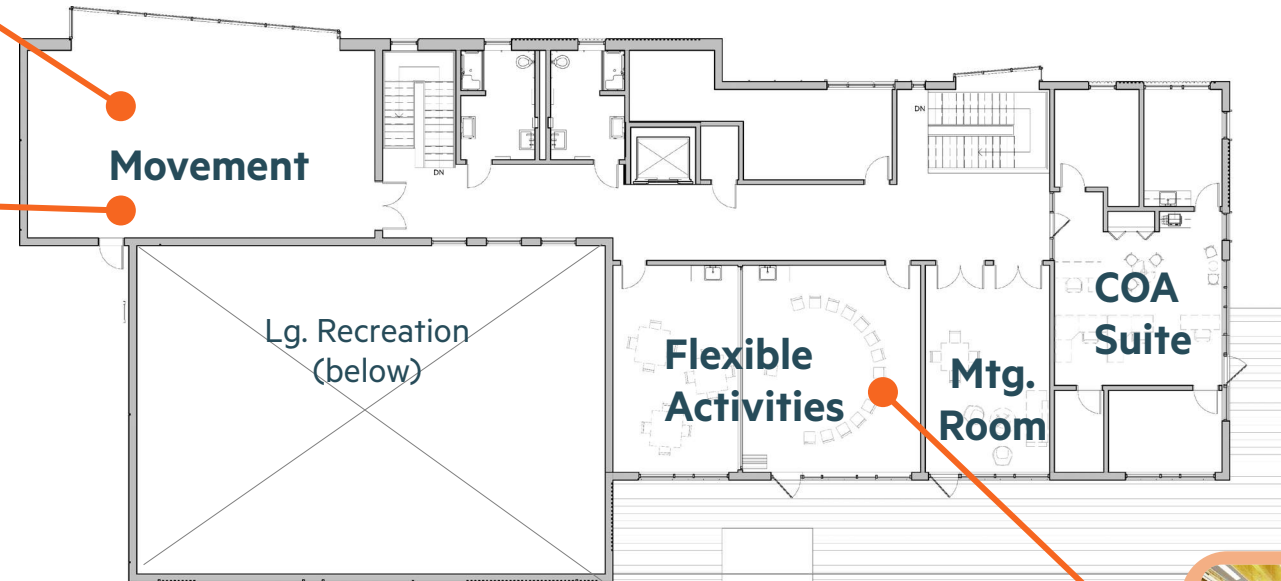 DN
DN
Movement
Lg. Recreation
(below)
Flexible
Activities
Mtg.
Room
COA
Suite